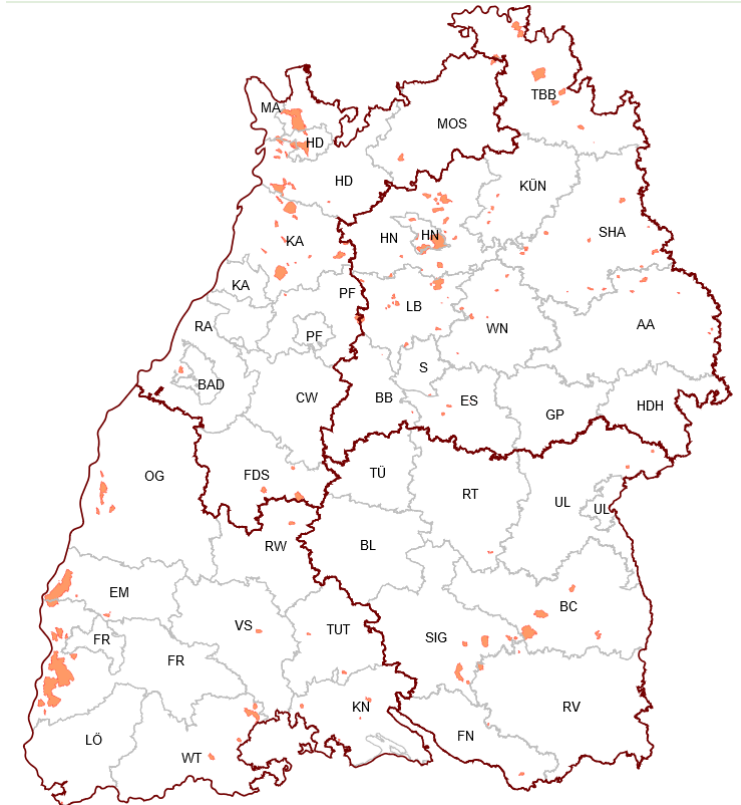 TBB
MA
MOS
HD
HD
KÜN
HN
HN
SHA
KA
KA
PF
LB
RA
PF
WN
AA
S
BAD
CW
BB
ES
GP
HDH
OG
FDS
TÜ
RT
UL
UL
RW
BL
EM
BC
VS
TUT
SIG
FR
FR
KN
RV
LÖ
FN
WT